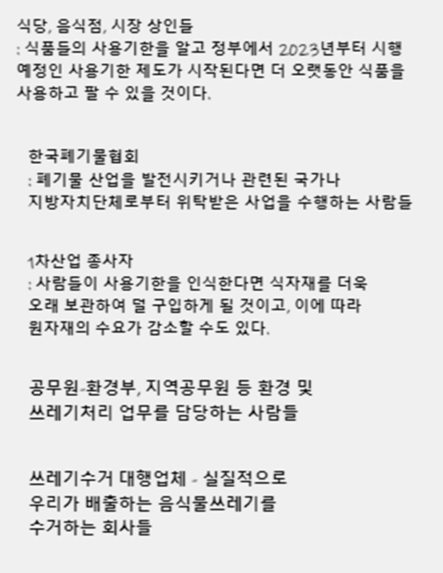 식당, 음식점, 시장 상인들
: 식품들의 사용기한을 알고 정부에서 2023년부터 시행
예정인 사용기한 제도가 시작된다면 더 오랫동안 식품을
사용하고 팔 수 있을 것이다.
한국폐기물협회
: 폐기물 산업을 발전시키거나 관련된 국가나
지방자치단체로부터 위탁받은 사업을 수행하는 사람들
1차산업 종사자
: 사람들이 사용기한을 인식한다면 식자재를 더욱
오래 보관하여 덜 구입하게 될 것이고, 이에 따라
원자재의 수요가 감소할 수도 있다.
공무원-환경부, 지역공무원 등 환경 및
쓰레기처리 업무를 담당하는 사람들
쓰레기수거 대행업체 - 실질적으로
우리가 배출하는 음식물쓰레기를
수거하는 회사들